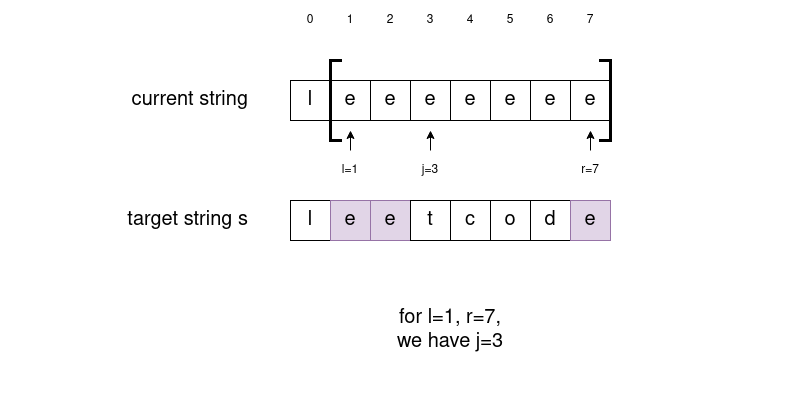 0 1 2 3 4 5 6 7
current string l e e e e e e e
l=1 j=3 r=7
target string s l e e t c o d e
for l=1, r=7,
we have j=3